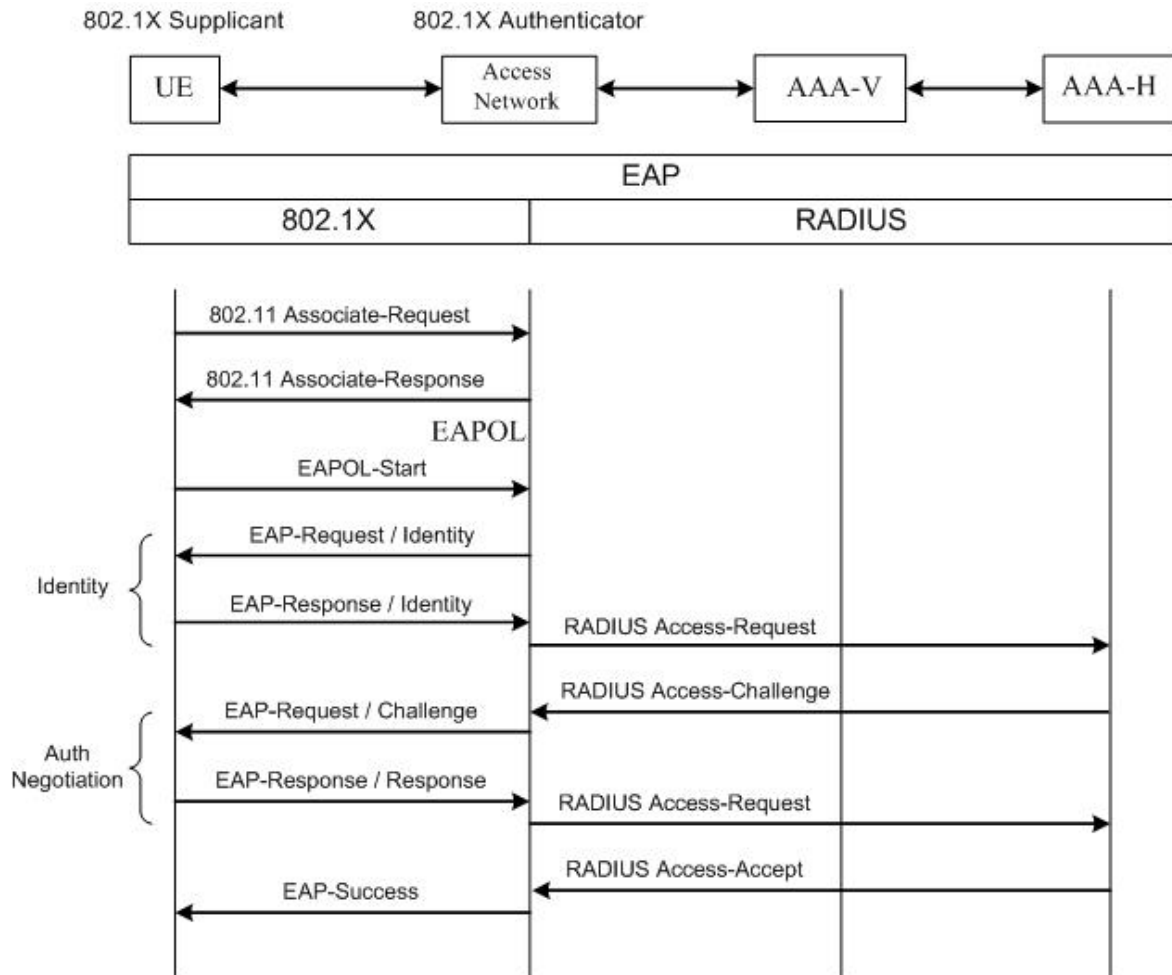 802.1X Supplicant
802.1X Authenticator
UE
Access
Network
AAA-V
AAA-H
EAP
802.1X
RADIUS
802.11 Associate-Request
802.11 Associate-Response
EAPOL
EAPOL-Start
EAP-Request / Identity
Identity
EAP-Response / Identity
RADIUS Access-Request
RADIUS Access-Challenge
EAP-Request / Challenge
Auth
Negotiation
EAP-Response / Response
RADIUS Access-Request
RADIUS Access-Accept
EAP-Success